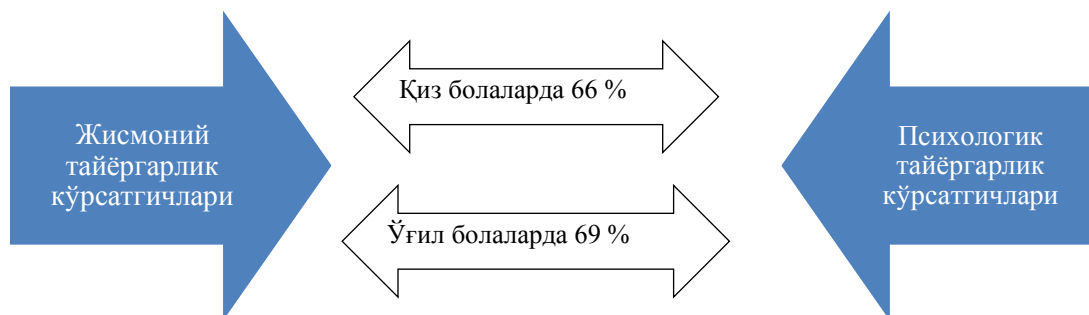 Жисмоний
тайёргарлик
кўрсатгичлари
Қиз болаларда 66 %
Ўғил болаларда 69 %
Психологик
тайёргарлик
кўрсатгичлари